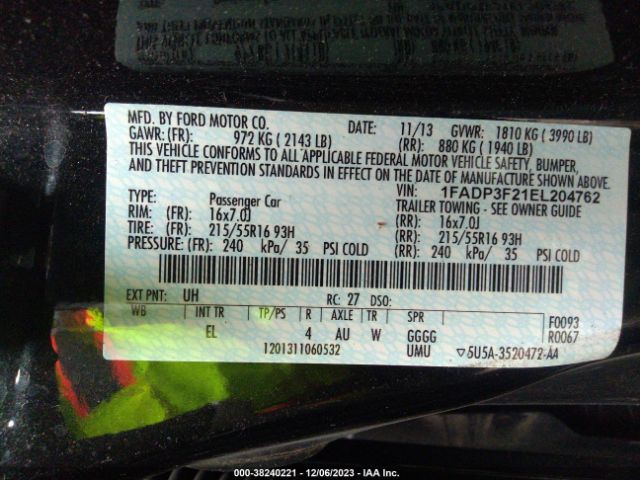 MFD. BY FORD MOTOR CO.
DATE: 11/13 GVWR: 1810 KG ( 3990 LB)
GAWR: (FR): 972 KG ( 2143 LB) (RR): 880 KG ( 1940 LB)
THIS VEHICLE CONFORMS TO ALL APPLICABLE FEDERAL MOTOR VEHICLE SAFETY, BUMPER,
AND THEFT PREVENTION STANDARDS IN EFFECT ON THE DATE OF MANUFACTURE SHOWN ABOVE.
VIN: 1FADP3F21EL204762
TYPE: Passenger Car TRAILER TOWING - SEE OWNER GUIDE
RIM: (FR): 16x7.0J (RR): 16x7.0J
TIRE: (FR): 215/55R16 93H (RR): 215/55R16 93H
PRESSURE: (FR): 240 kPa/ 35 PSI COLD (RR): 240 kPa/ 35 PSI COLD
EXT PNT: UH RC: 27 DSO:
WB INT TR TP/PS R AXLE TR SPR F0093
EL 4 AU W GGGG R0067
1201311060532 UMU ▽5U5A-3520472-AA
000-38240221 - 12/06/2023 - IAA Inc.